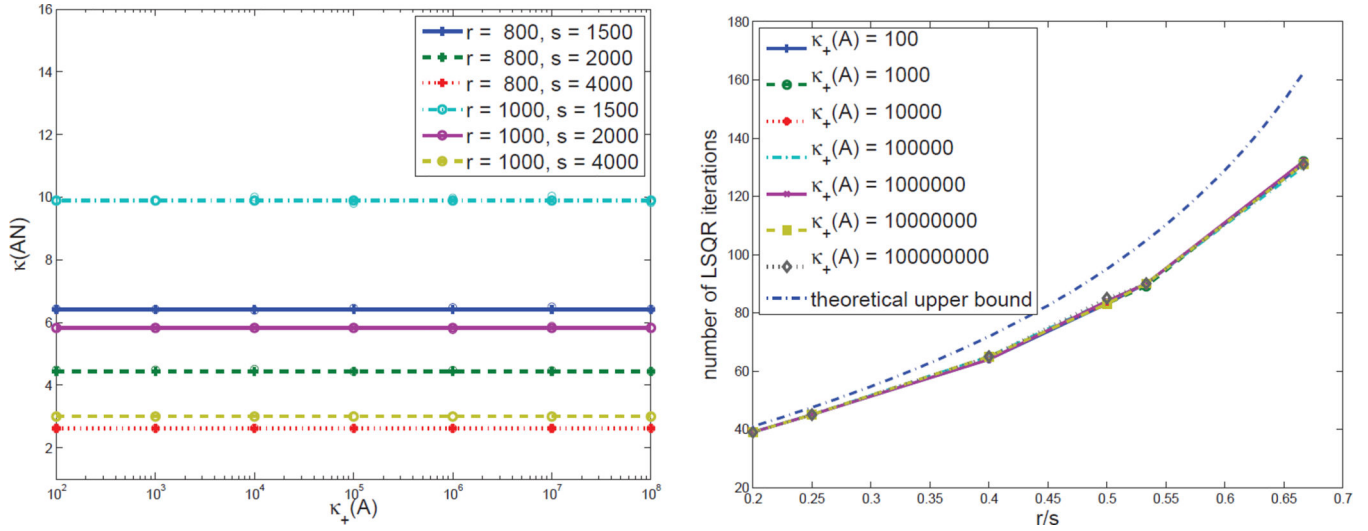 16
14
12
10
8
6
4
2
κ(AN)
r = 800, s = 1500
r = 800, s = 2000
r = 800, s = 4000
r = 1000, s = 1500
r = 1000, s = 2000
r = 1000, s = 4000
10² 10³ 10⁴ 10⁵ 10⁶ 10⁷ 10⁸
κ₊(A)
180
160
140
120
100
80
60
40
20
number of LSQR iterations
κ₊(A) = 100
κ₊(A) = 1000
κ₊(A) = 10000
κ₊(A) = 100000
κ₊(A) = 1000000
κ₊(A) = 10000000
κ₊(A) = 100000000
theoretical upper bound
0.2 0.25 0.3 0.35 0.4 0.45 0.5 0.55 0.6 0.65 0.7
r/s